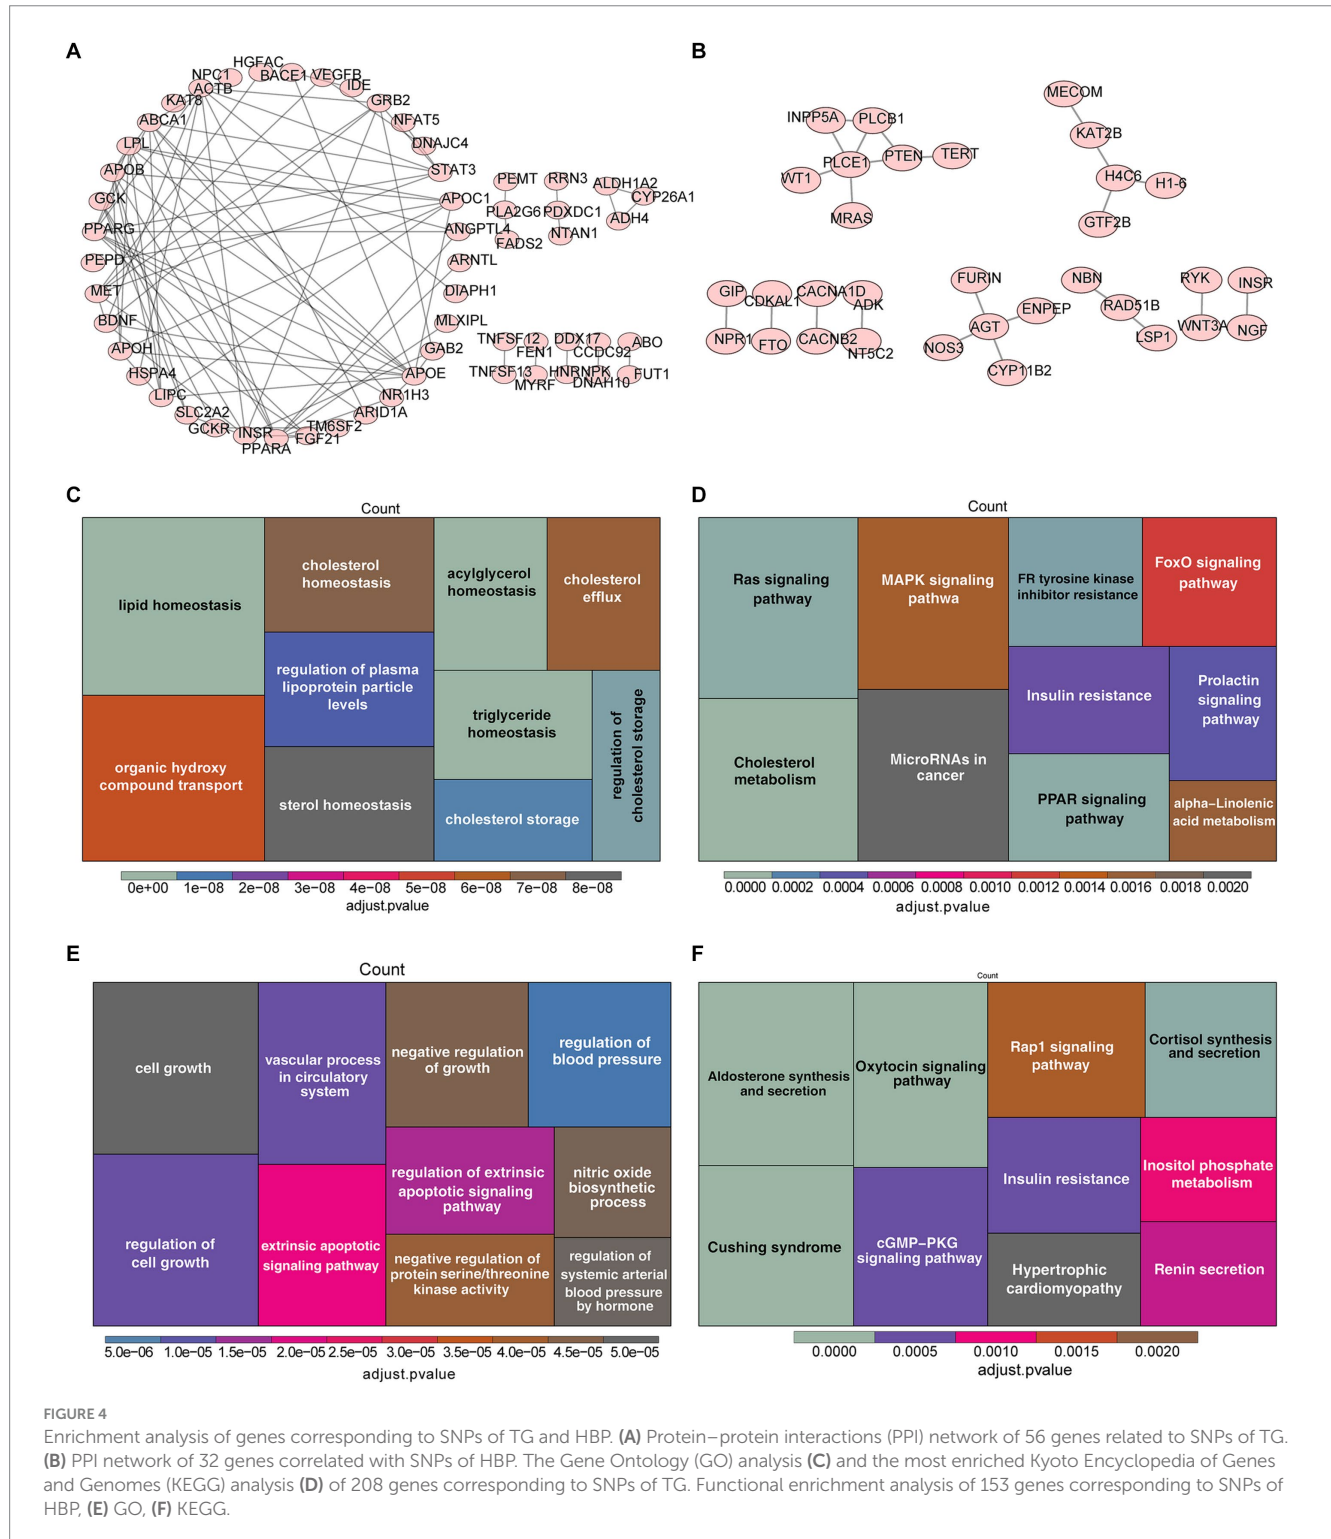 A
HGFAC
NPC1
BACE1
VEGFB
ACTB
IDE
KAT8
GRB2
ABCA1
NFAT5
LPL
DNAJC4
APOB
STAT3
GCK
APOC1
PPARG
ANGPTL4
PEPD
ARNTL
MET
DIAPH1
BDNF
MLXIPL
APOH
GAB2
HSPA4
APOE
LIPC
NR1H3
SLC2A2
ARID1A
GCKR
TM6SF2
INSR
FGF21
PPARA
PEMT
RRN3
ALDH1A2
CYP26A1
PLA2G6
PDXDC1
ADH4
FADS2
NTAN1
TNFSF12
DDX17
ABO
FEN1
CCDC92
TNFSF13
HNRNPK
FUT1
MYRF
DNAH10
B
MECOM
INPP5A
PLCB1
KAT2B
PLCE1
PTEN
TERT
WT1
H4C6
H1-6
MRAS
GTF2B
GIP
CDKAL1
CACNA1D
ADK
NPR1
FTO
CACNB2
NT5C2
FURIN
NBN
RYK
INSR
AGT
ENPEP
RAD51B
WNT3A
NGF
NOS3
LSP1
CYP11B2
C
Count
lipid homeostasis
organic hydroxy
compound transport
cholesterol
homeostasis
regulation of plasma
lipoprotein particle
levels
sterol homeostasis
acylglycerol
homeostasis
cholesterol
efflux
triglyceride
homeostasis
cholesterol storage
regulation of
cholesterol storage
0e+00 1e−08 2e−08 3e−08 4e−08 5e−08 6e−08 7e−08 8e−08
adjust.pvalue
D
Count
Ras signaling
pathway
Cholesterol
metabolism
MAPK signaling
pathwa
MicroRNAs in
cancer
FR tyrosine kinase
inhibitor resistance
FoxO signaling
pathway
Insulin resistance
Prolactin
signaling
pathway
PPAR signaling
pathway
alpha−Linolenic
acid metabolism
0.0000 0.0002 0.0004 0.0006 0.0008 0.0010 0.0012 0.0014 0.0016 0.0018 0.0020
adjust.pvalue
E
Count
cell growth
regulation of
cell growth
vascular process
in circulatory
system
extrinsic apoptotic
signaling pathway
negative regulation
of growth
regulation of
blood pressure
regulation of extrinsic
apoptotic signaling
pathway
nitric oxide
biosynthetic
process
negative regulation of
protein serine/threonine
kinase activity
regulation of
systemic arterial
blood pressure
by hormone
5.0e−06 1.0e−05 1.5e−05 2.0e−05 2.5e−05 3.0e−05 3.5e−05 4.0e−05 4.5e−05 5.0e−05
adjust.pvalue
F
Count
Aldosterone synthesis
and secretion
Cushing syndrome
Oxytocin signaling
pathway
cGMP−PKG
signaling pathway
Rap1 signaling
pathway
Cortisol synthesis
and secretion
Insulin resistance
Inositol phosphate
metabolism
Hypertrophic
cardiomyopathy
Renin secretion
0.0000 0.0005 0.0010 0.0015 0.0020
adjust.pvalue
FIGURE 4
Enrichment analysis of genes corresponding to SNPs of TG and HBP. (A) Protein–protein interactions (PPI) network of 56 genes related to SNPs of TG.
(B) PPI network of 32 genes correlated with SNPs of HBP. The Gene Ontology (GO) analysis (C) and the most enriched Kyoto Encyclopedia of Genes
and Genomes (KEGG) analysis (D) of 208 genes corresponding to SNPs of TG. Functional enrichment analysis of 153 genes corresponding to SNPs of
HBP, (E) GO, (F) KEGG.